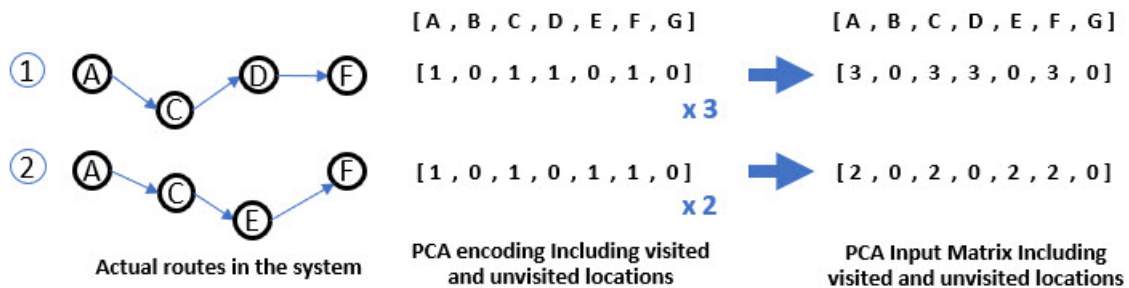 [ A , B , C , D , E , F , G ]
[ A , B , C , D , E , F , G ]
1
A
C
D
F
[ 1 , 0 , 1 , 1 , 0 , 1 , 0 ]
x 3
[ 3 , 0 , 3 , 3 , 0 , 3 , 0 ]
2
A
C
E
F
[ 1 , 0 , 1 , 0 , 1 , 1 , 0 ]
x 2
[ 2 , 0 , 2 , 0 , 2 , 2 , 0 ]
Actual routes in the system
PCA encoding Including visited
and unvisited locations
PCA Input Matrix Including
visited and unvisited locations